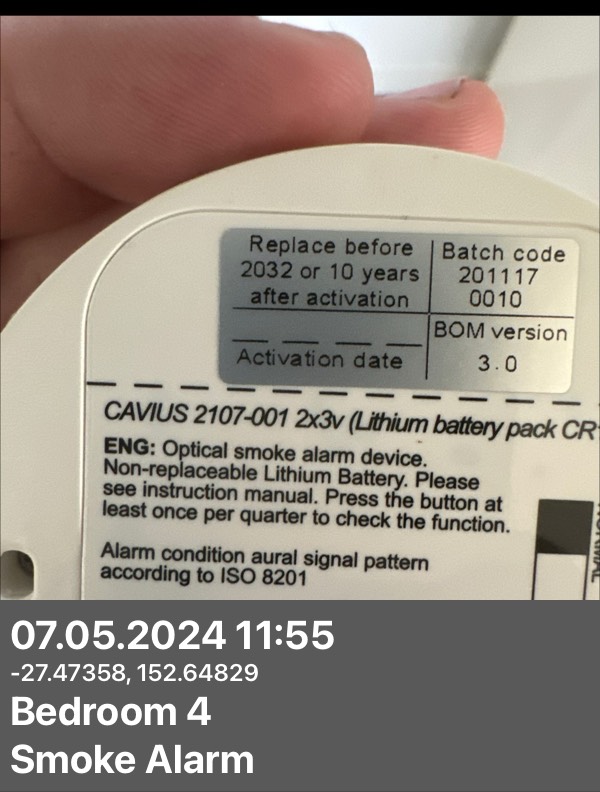 Replace before
2032 or 10 years
after activation
Batch code
201117
0010
Activation date
BOM version
3.0
CAVIUS 2107-001 2x3v (Lithium battery pack CR
ENG: Optical smoke alarm device.
Non-replaceable Lithium Battery. Please
see instruction manual. Press the button at
least once per quarter to check the function.
Alarm condition aural signal pattern
according to ISO 8201
NORMAL
07.05.2024 11:55
-27.47358, 152.64829
Bedroom 4
Smoke Alarm